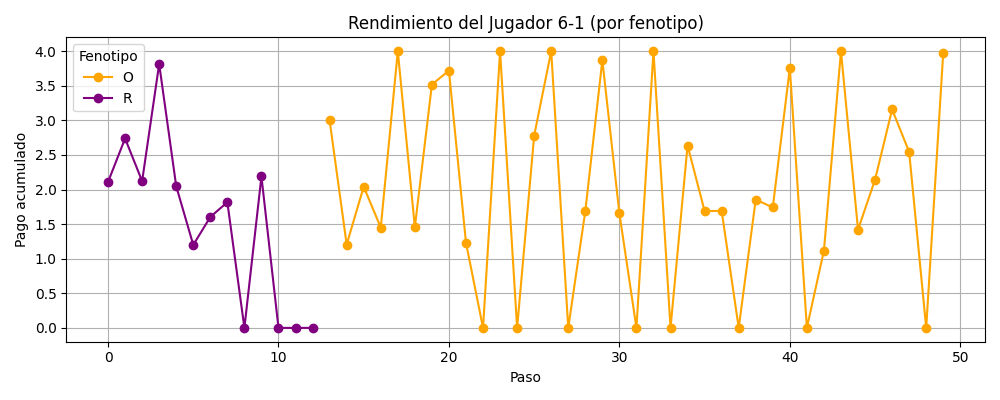 Rendimiento del Jugador 6-1 (por fenotipo)
Fenotipo
O
R
Pago acumulado
4.0
3.5
3.0
2.5
2.0
1.5
1.0
0.5
0.0
0 10 20 30 40 50
Paso